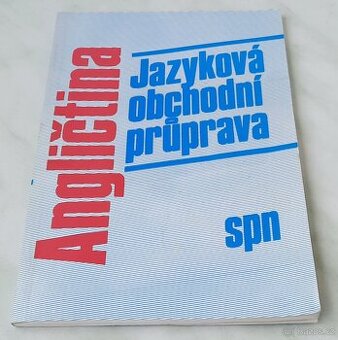 Angličtina
Jazyková
obchodní
průprava
spn